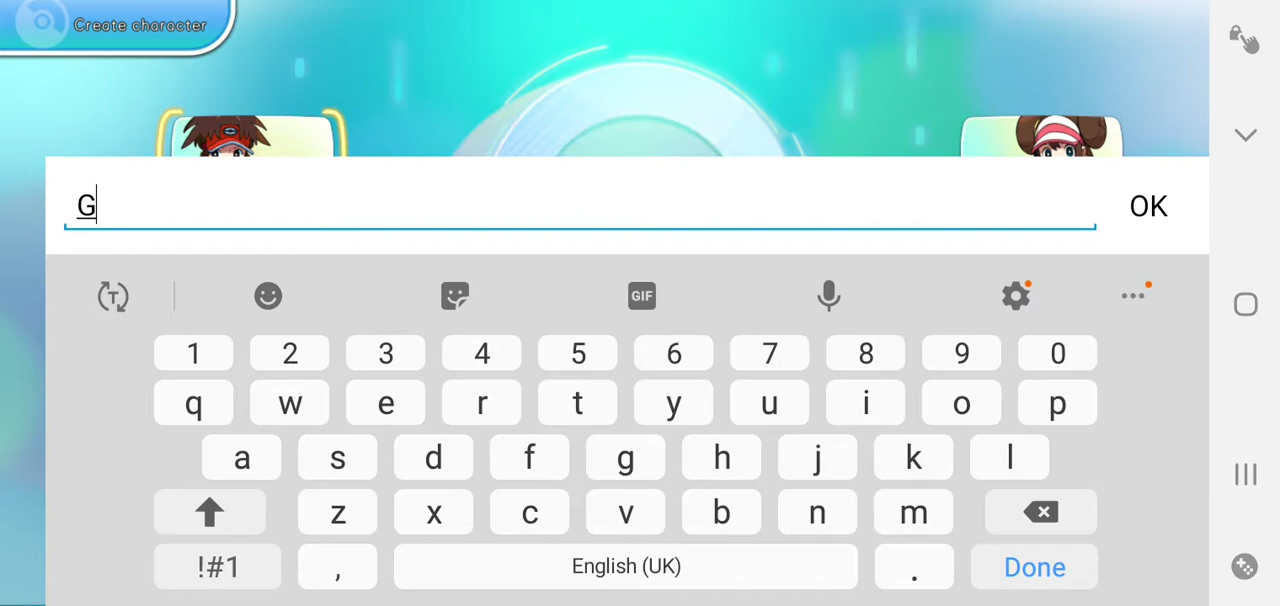 Create character
G
OK
GIF
1 2 3 4 5 6 7 8 9 0
q w e r t y u i o p
a s d f g h j k l
z x c v b n m
!#1 , English (UK) . Done